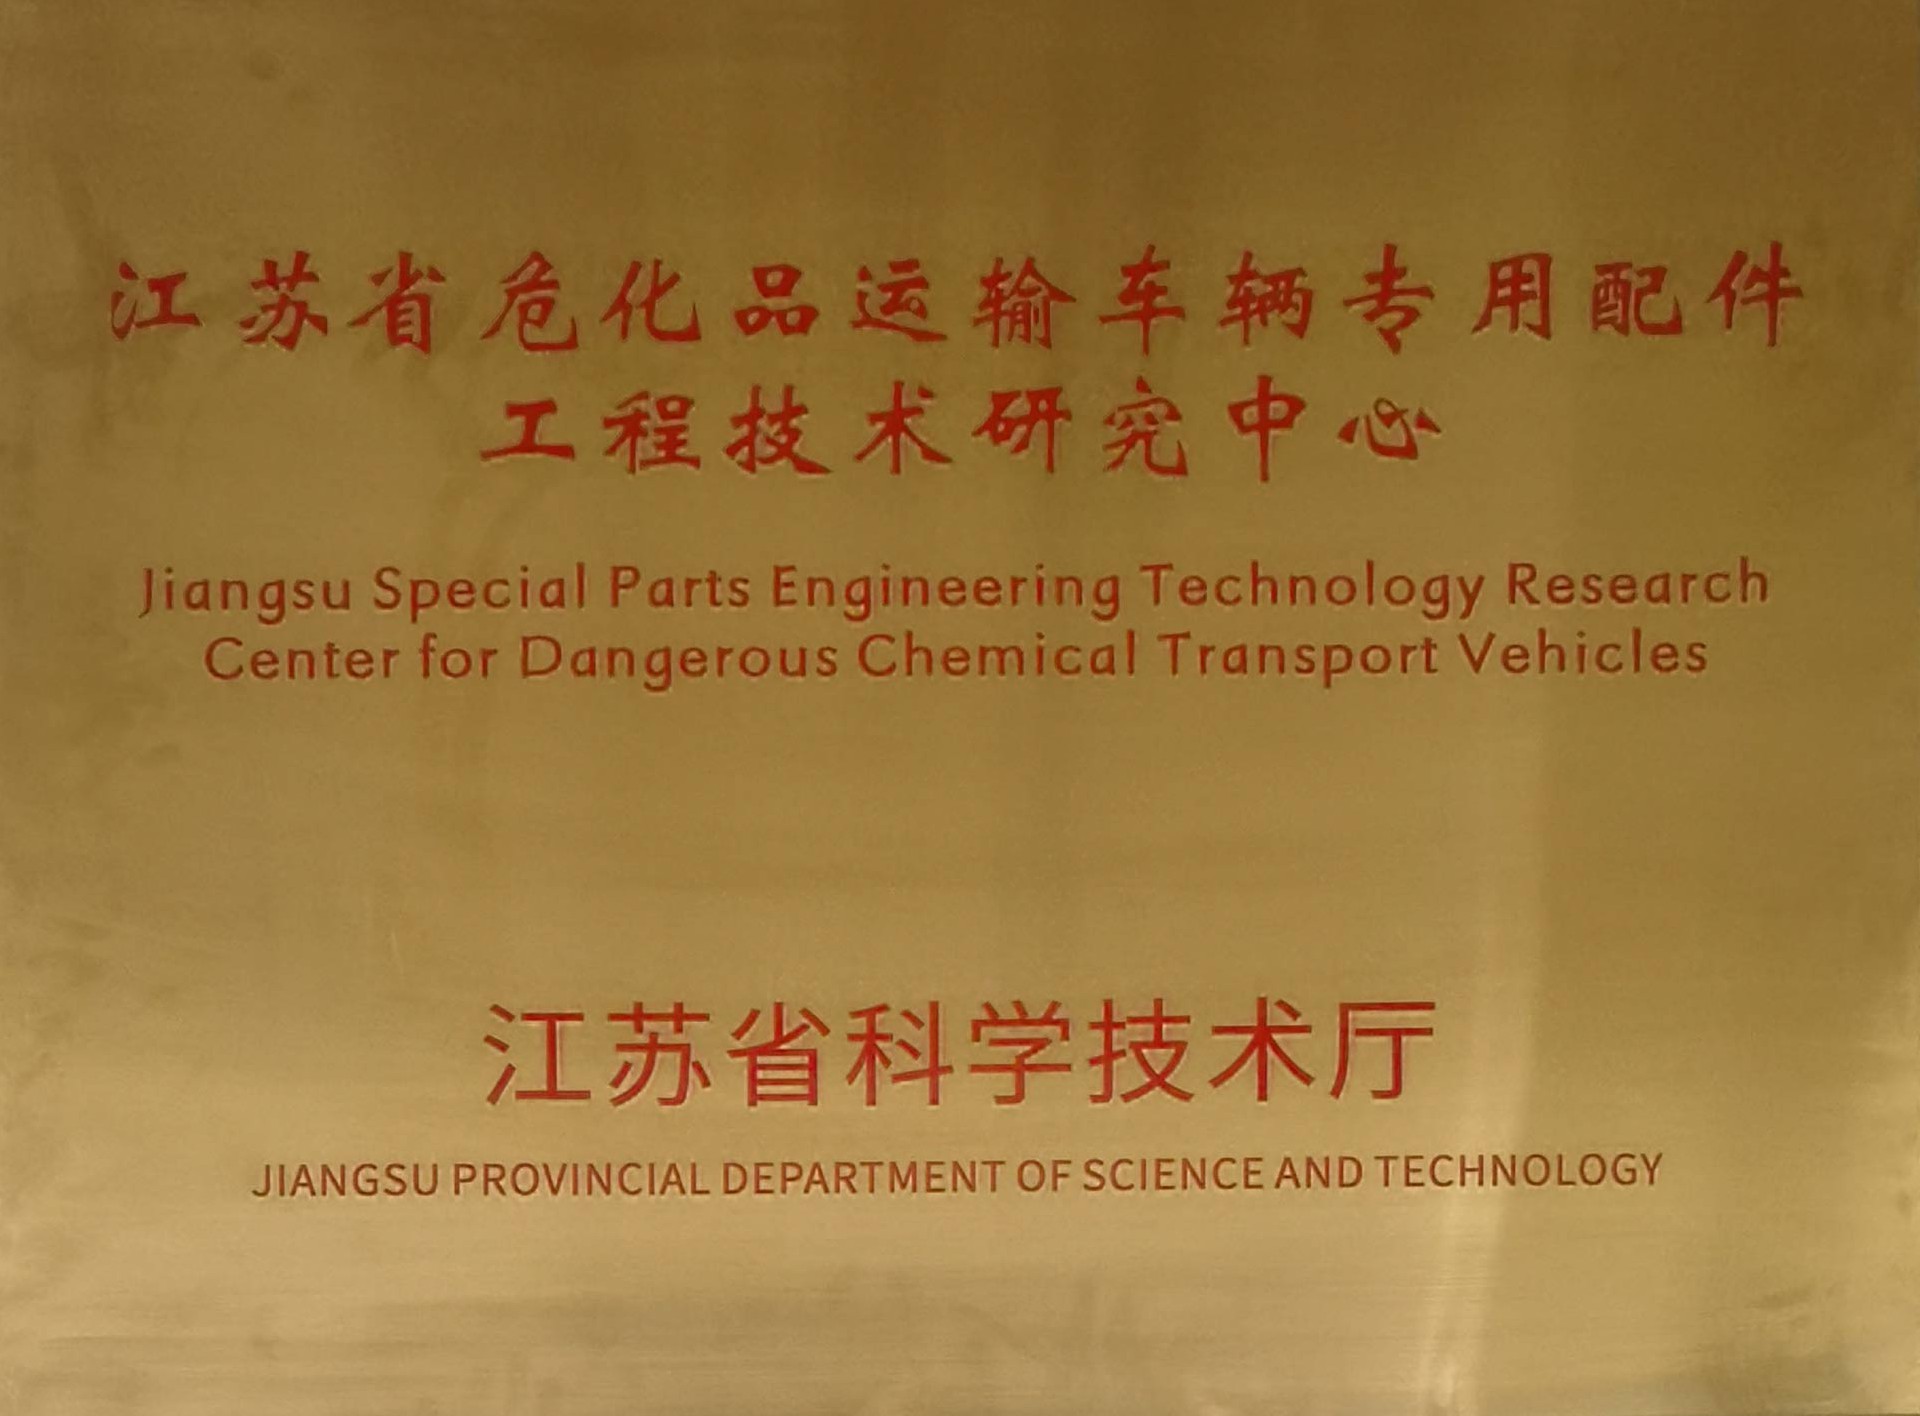 江苏省危化品运输车辆专用配件
工程技术研究中心
Jiangsu Special Parts Engineering Technology Research
Center for Dangerous Chemical Transport Vehicles
江苏省科学技术厅
JIANGSU PROVINCIAL DEPARTMENT OF SCIENCE AND TECHNOLOGY